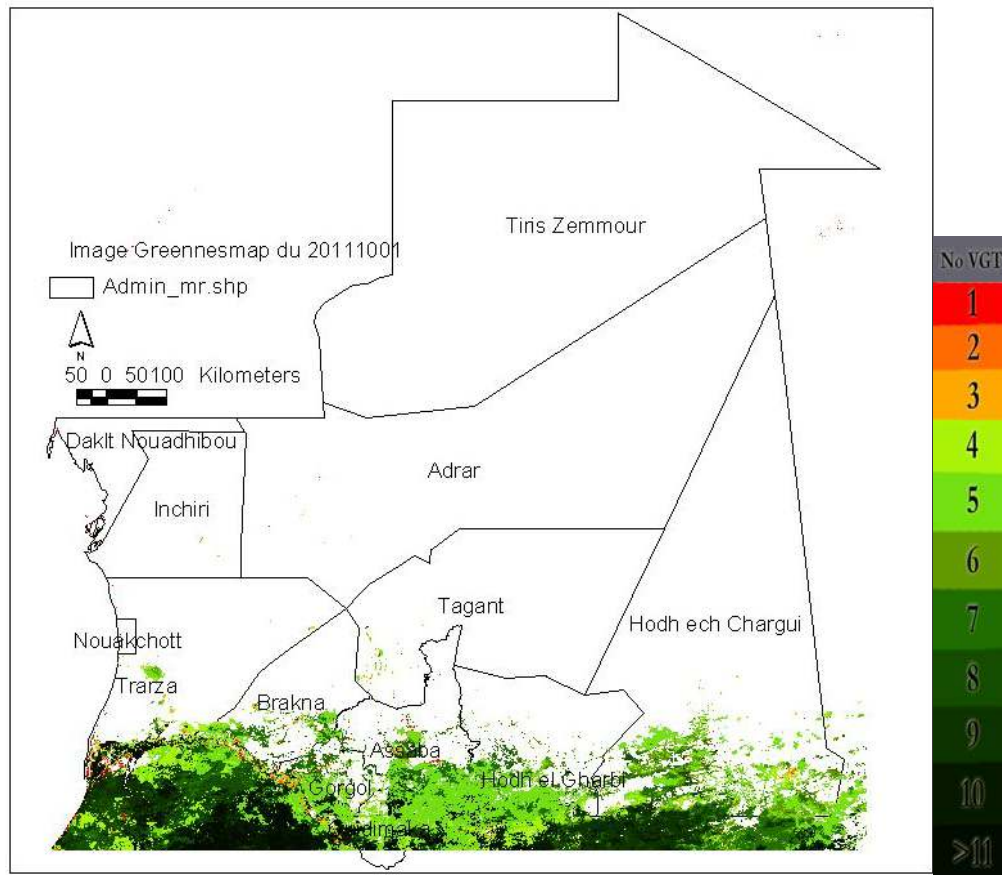 Tiris Zemmour
Image Greennesmap du 20111001
Admin_mr.shp
N
50 0 50100 Kilometers
Daklt Nouadhibou
Adrar
Inchiri
Tagant
Hodh ech Chargui
Nouakchott
Trarza
Brakna
Assaba
Hodh el Gharbi
Gorgol
Guidimaka
No VGT
1
2
3
4
5
6
7
8
9
10
>11